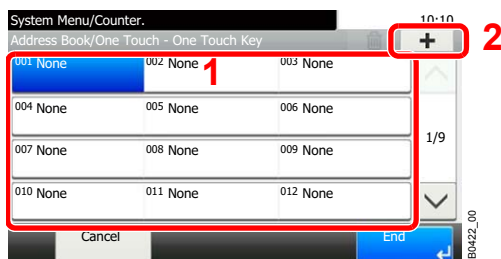 System Menu/Counter. 10:10
Address Book/One Touch - One Touch Key + 2
001 None 002 None 1 003 None
004 None 005 None 006 None
1/9
007 None 008 None 009 None
010 None 011 None 012 None
Cancel End
B0422_00